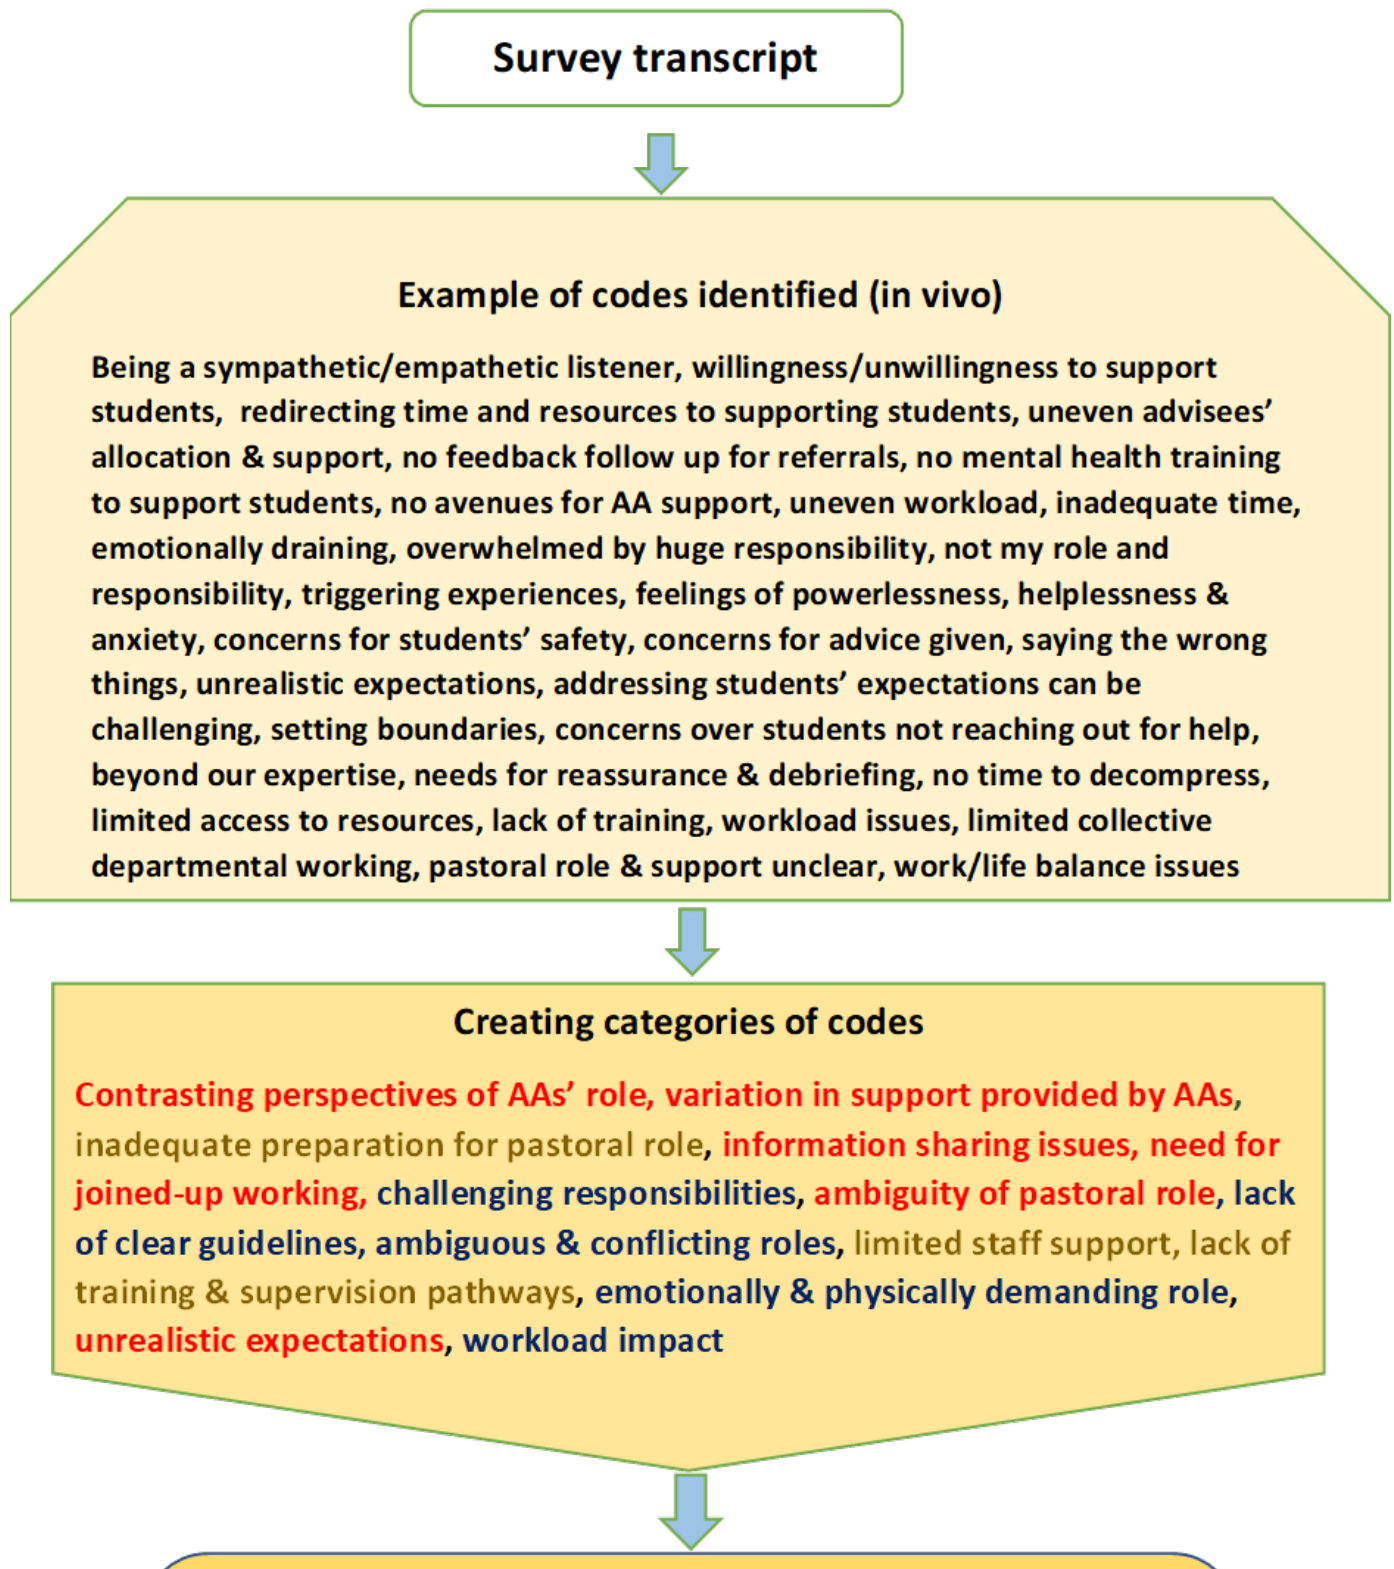 Survey transcript
Example of codes identified (in vivo)
Being a sympathetic/empathetic listener, willingness/unwillingness to support
students,  redirecting time and resources to supporting students, uneven advisees’
allocation & support, no feedback follow up for referrals, no mental health training
to support students, no avenues for AA support, uneven workload, inadequate time,
emotionally draining, overwhelmed by huge responsibility, not my role and
responsibility, triggering experiences, feelings of powerlessness, helplessness &
anxiety, concerns for students’ safety, concerns for advice given, saying the wrong
things, unrealistic expectations, addressing students’ expectations can be
challenging, setting boundaries, concerns over students not reaching out for help,
beyond our expertise, needs for reassurance & debriefing, no time to decompress,
limited access to resources, lack of training, workload issues, limited collective
departmental working, pastoral role & support unclear, work/life balance issues
Creating categories of codes
Contrasting perspectives of AAs’ role, variation in support provided by AAs,
inadequate preparation for pastoral role, information sharing issues, need for
joined-up working, challenging responsibilities, ambiguity of pastoral role, lack
of clear guidelines, ambiguous & conflicting roles, limited staff support, lack of
training & supervision pathways, emotionally & physically demanding role,
unrealistic expectations, workload impact